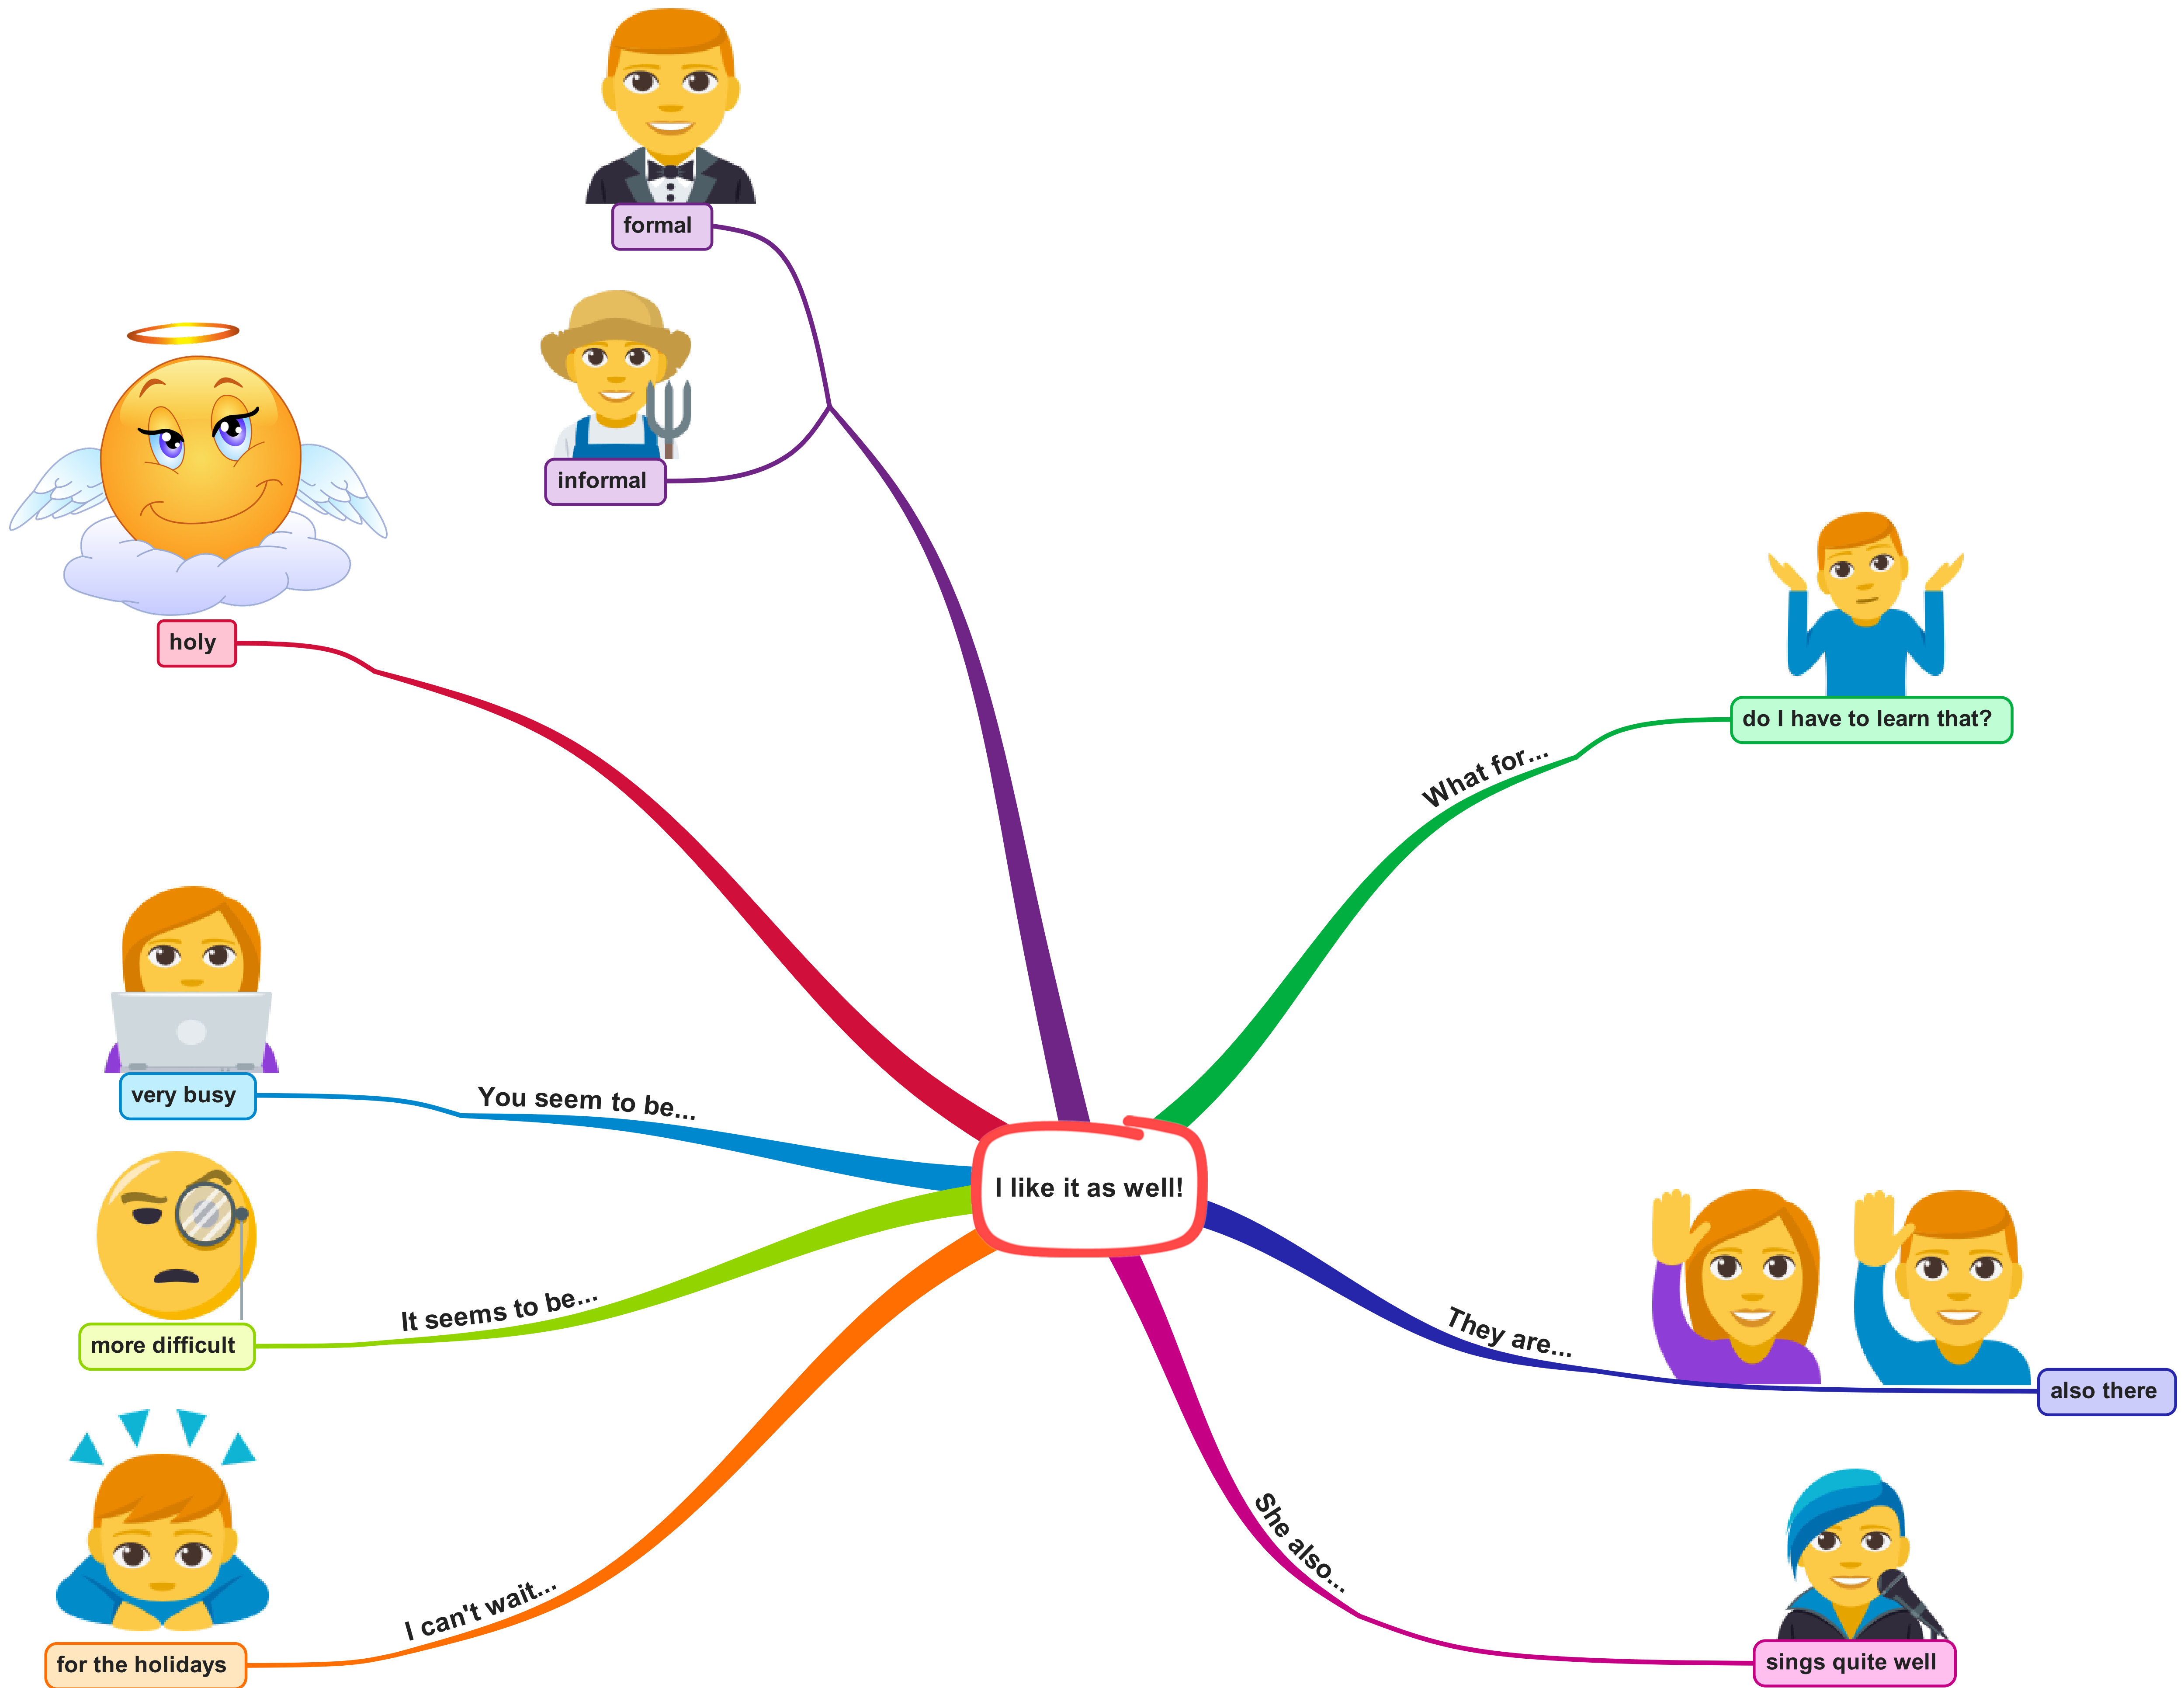 formal
informal
holy
do I have to learn that?
What for...
very busy
You seem to be...
I like it as well!
more difficult
It seems to be...
They are...
also there
for the holidays
I can't wait...
She also...
sings quite well